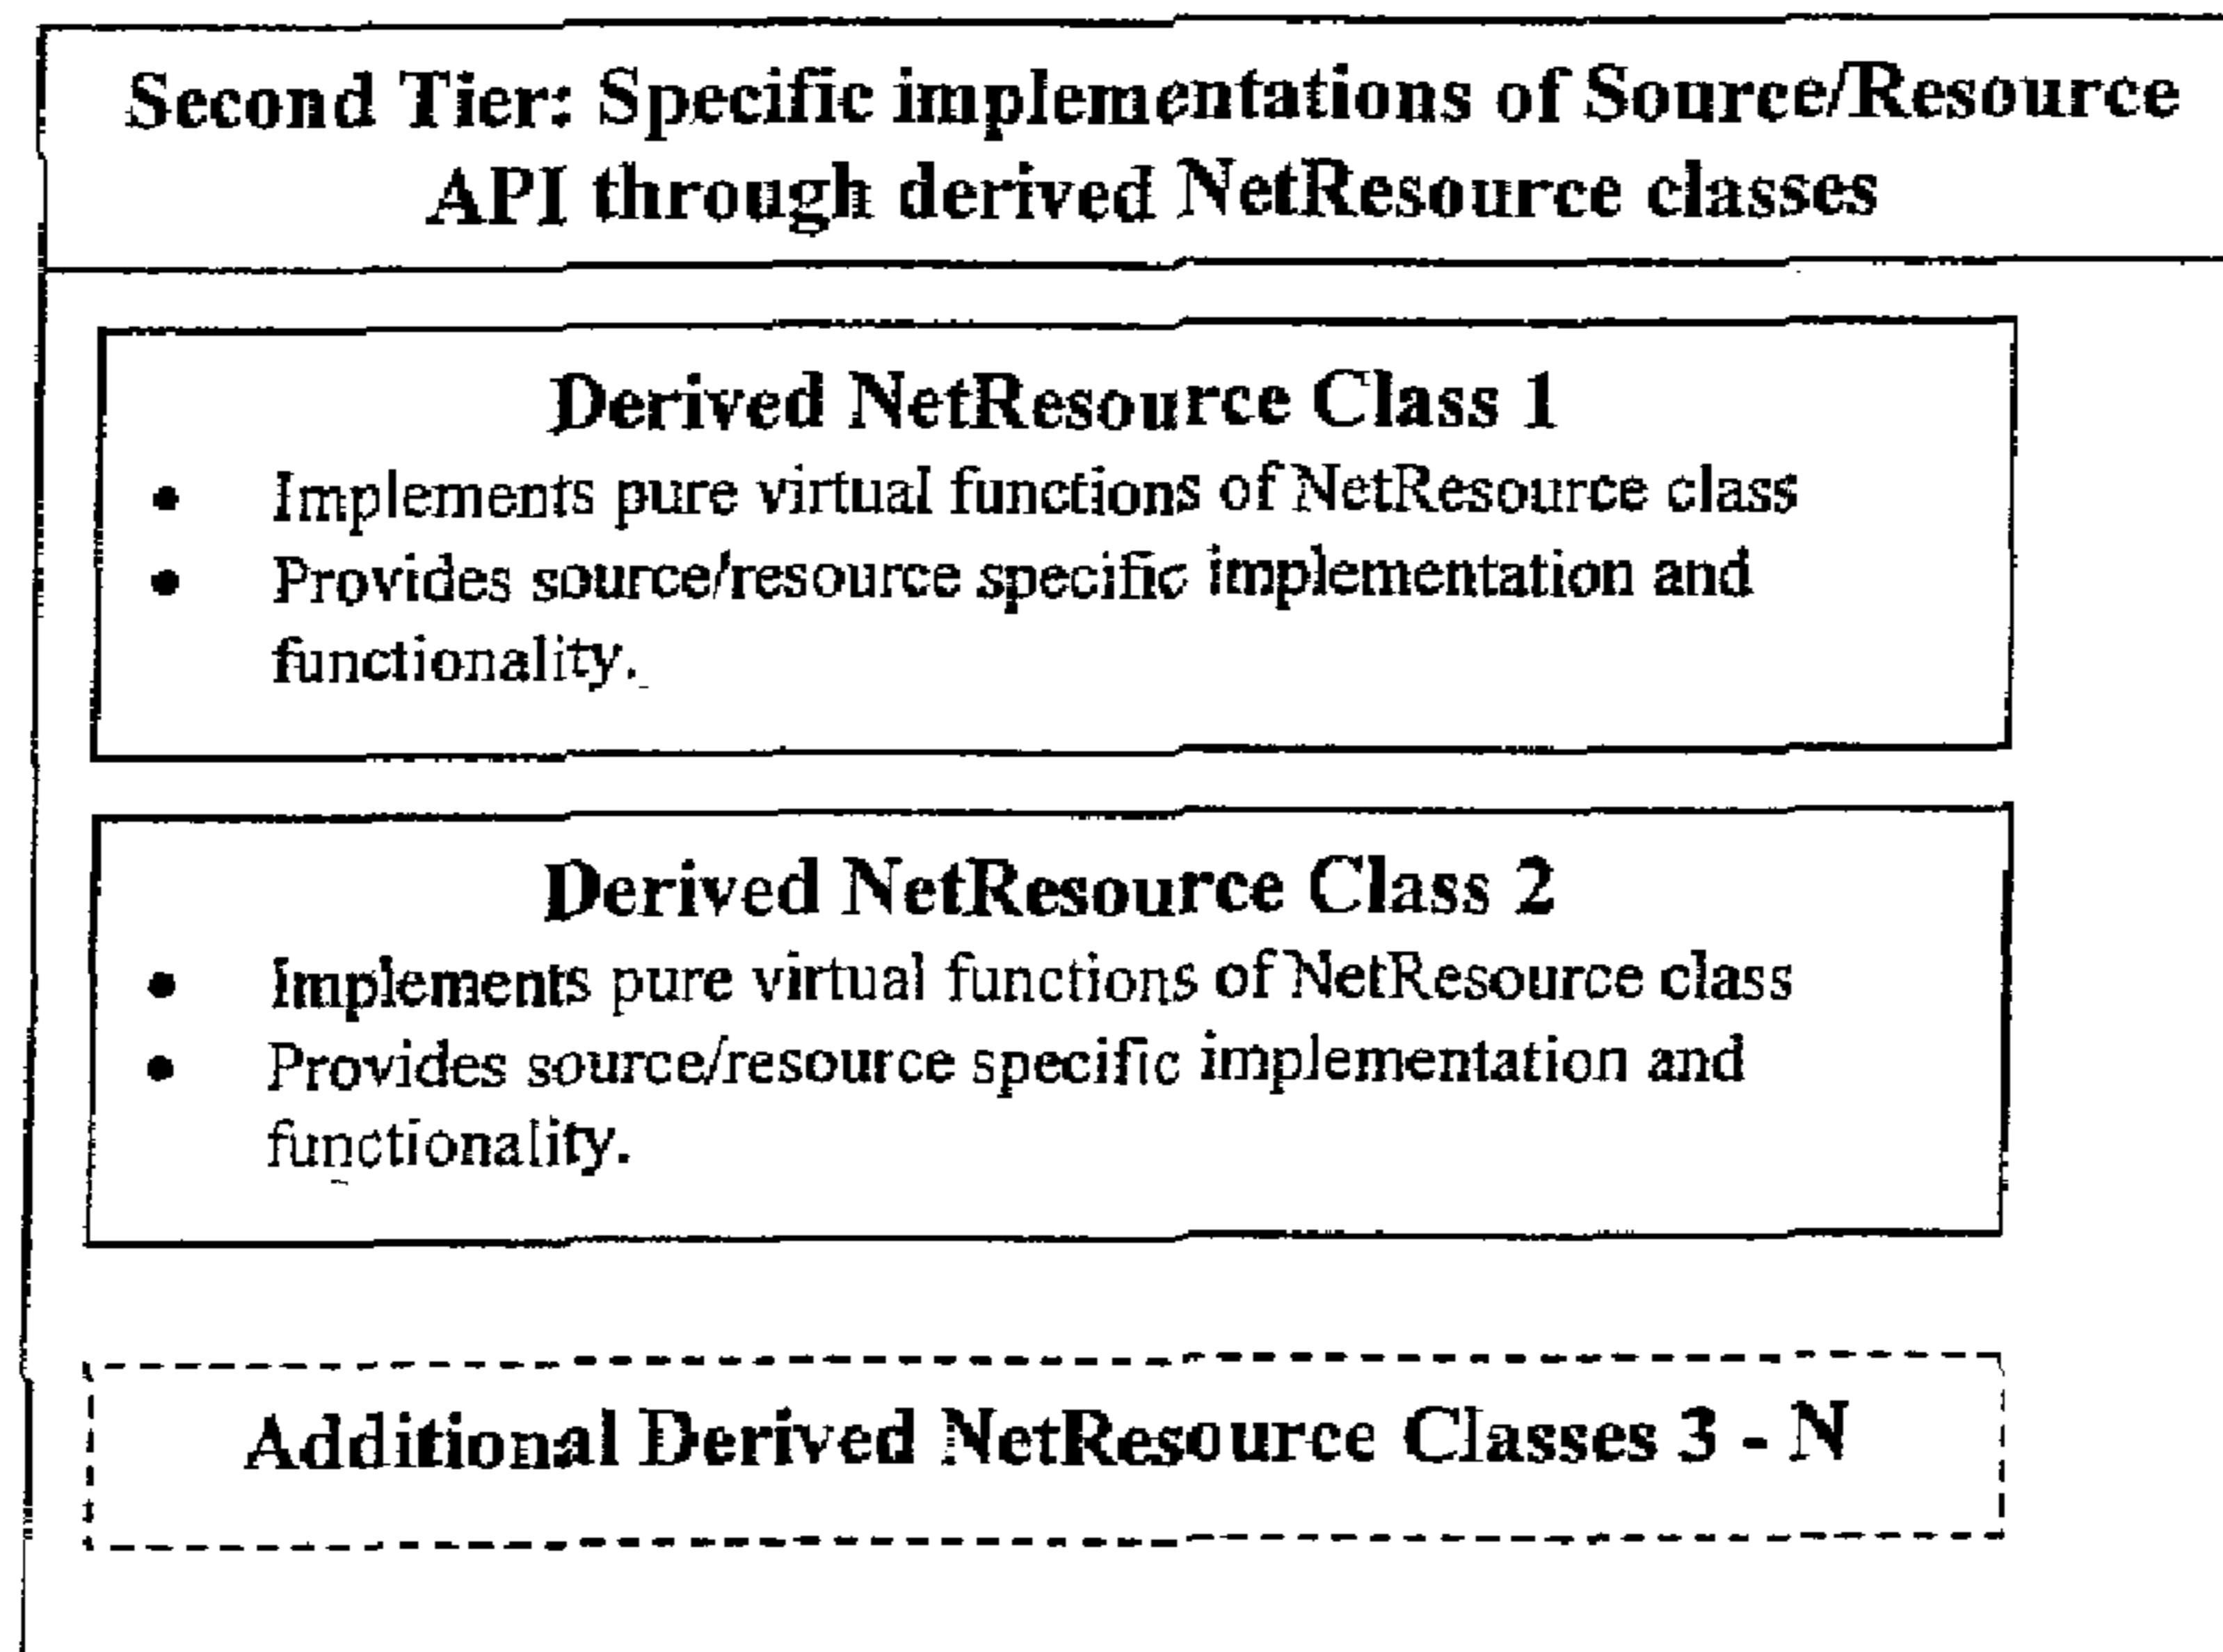 Second Tier: Specific implementations of Source/Resource
API through derived NetResource classes
Derived NetResource Class 1
• Implements pure virtual functions of NetResource class
• Provides source/resource specific implementation and
functionality.
Derived NetResource Class 2
• Implements pure virtual functions of NetResource class
• Provides source/resource specific implementation and
functionality.
Additional Derived NetResource Classes 3 - N